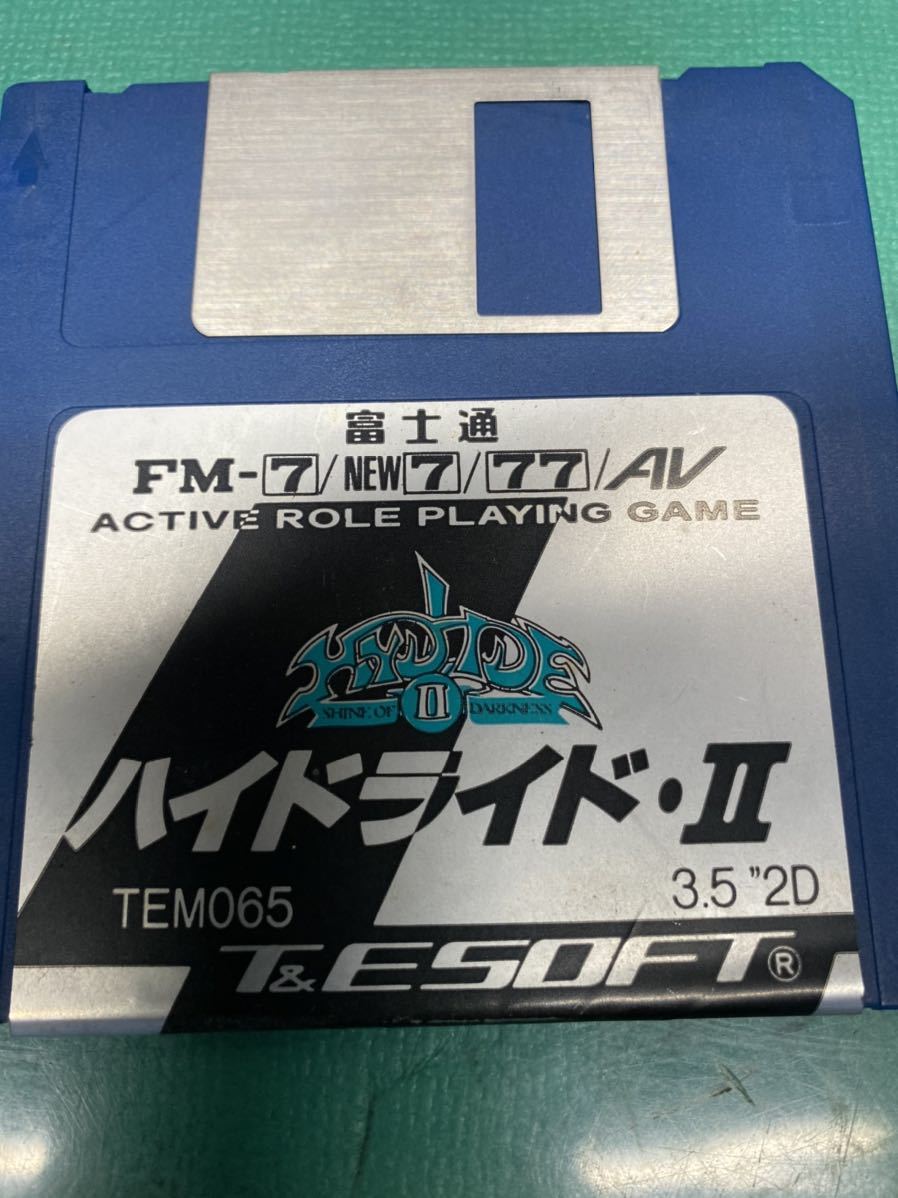 富士通
FM-7/NEW7/77/AV
ACTIVE ROLE PLAYING GAME
HYDLIDE
II
SHINE OF DARKNESS
ハイドライド・II
TEM065
3.5"2D
T&ESOFT®